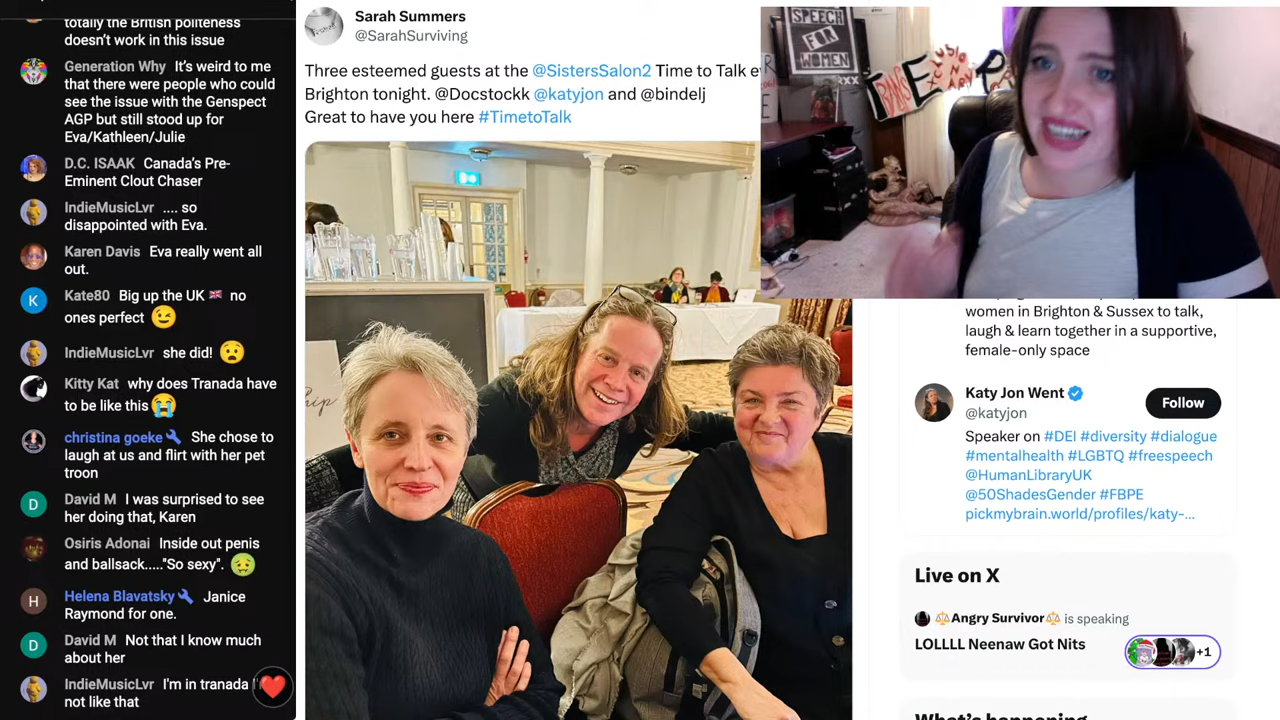 totally the British politeness
doesn't work in this issue
Generation Why It's weird to me
that there were people who could
see the issue with the Genspect
AGP but still stood up for
Eva/Kathleen/Julie
D.C. ISAAK Canada's Pre-
Eminent Clout Chaser
IndieMusicLvr .... so
disappointed with Eva.
Karen Davis Eva really went all
out.
K
Kate80 Big up the UK 🇬🇧 no
ones perfect 😉
IndieMusicLvr she did! 😧
Kitty Kat why does Tranada have
to be like this 😭
christina goeke She chose to
laugh at us and flirt with her pet
troon
D
David M I was surprised to see
her doing that, Karen
Osiris Adonai Inside out penis
and ballsack....."So sexy". 🤢
H
Helena Blavatsky Janice
Raymond for one.
D
David M Not that I know much
about her
IndieMusicLvr I'm in tranada
not like that
Sarah Summers
@SarahSurviving
Three esteemed guests at the @SistersSalon2 Time to Talk e
Brighton tonight. @Docstockk @katyjon and @bindelj
Great to have you here #TimetoTalk
SPEECH
FOR
WOMEN
XX
women in Brighton & Sussex to talk,
laugh & learn together in a supportive,
female-only space
Katy Jon Went
@katyjon
Follow
Speaker on #DEI #diversity #dialogue
#mentalhealth #LGBTQ #freespeech
@HumanLibraryUK
@50ShadesGender #FBPE
pickmybrain.world/profiles/katy-...
Live on X
⚖️Angry Survivor⚖️ is speaking
LOLLLL Neenaw Got Nits
+1
What's happening